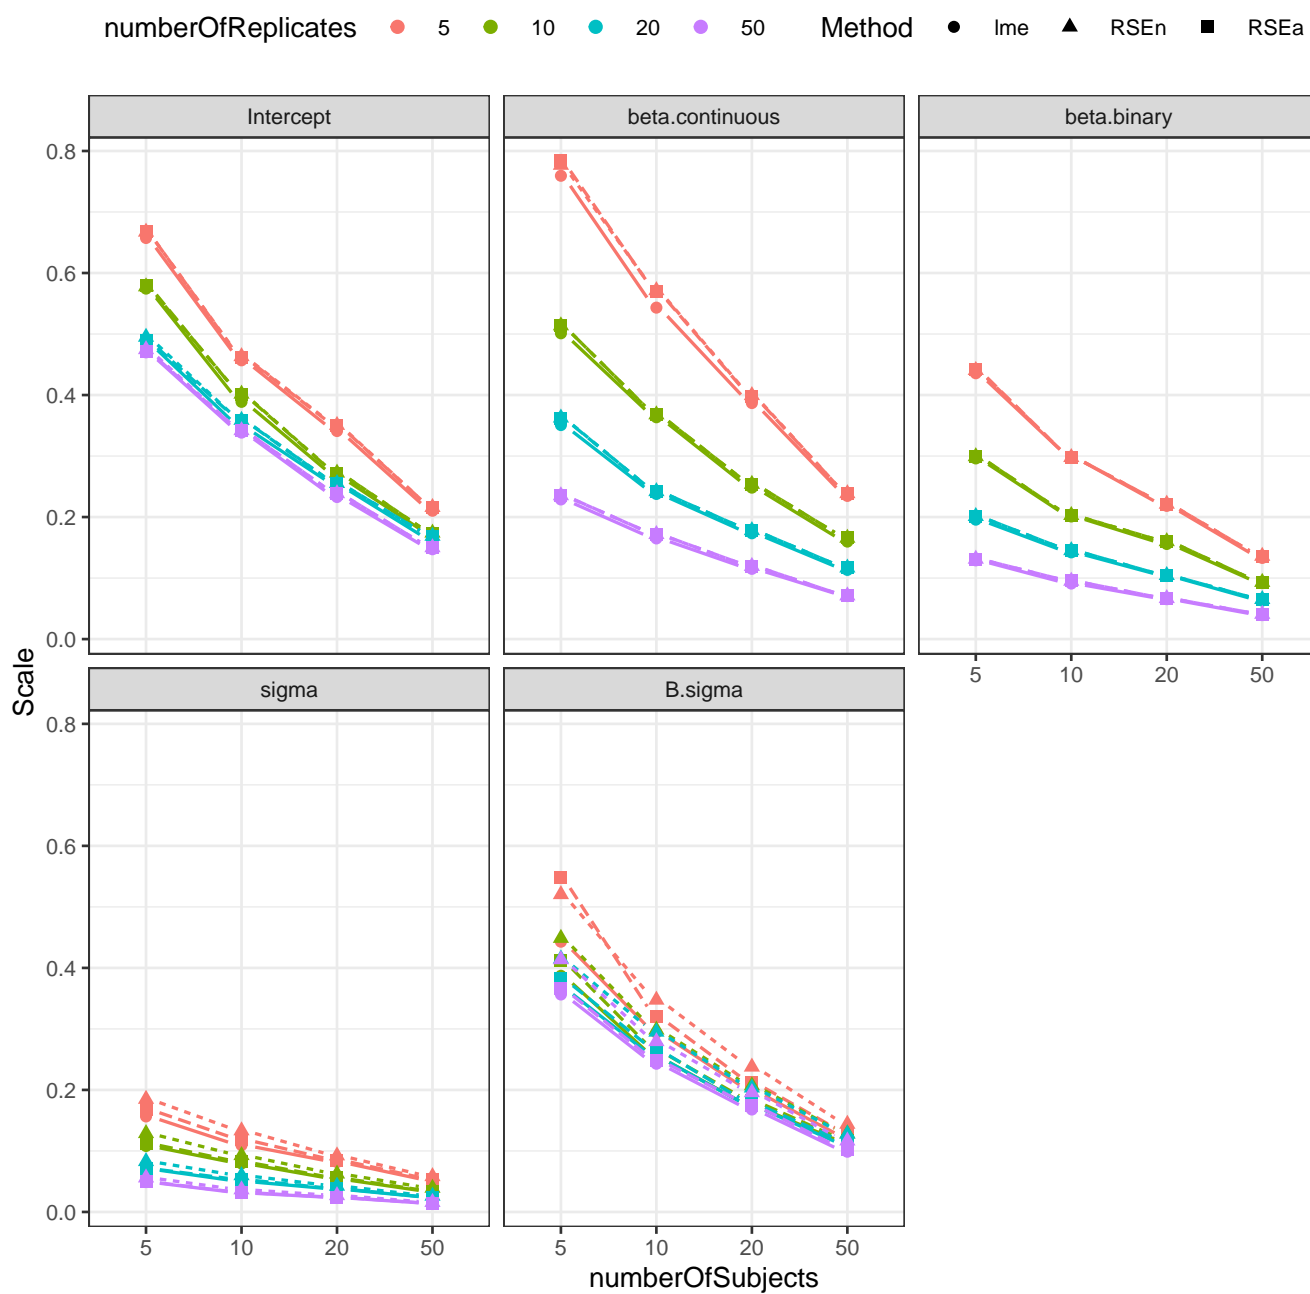 numberOfReplicates 5 10 20 50 Method lme RSEn RSEa
Intercept beta.continuous beta.binary
0.8
0.6
0.4
0.2
0.0
5 10 20 50
Scale
sigma B.sigma
0.8
0.6
0.4
0.2
0.0
5 10 20 50 5 10 20 50
numberOfSubjects